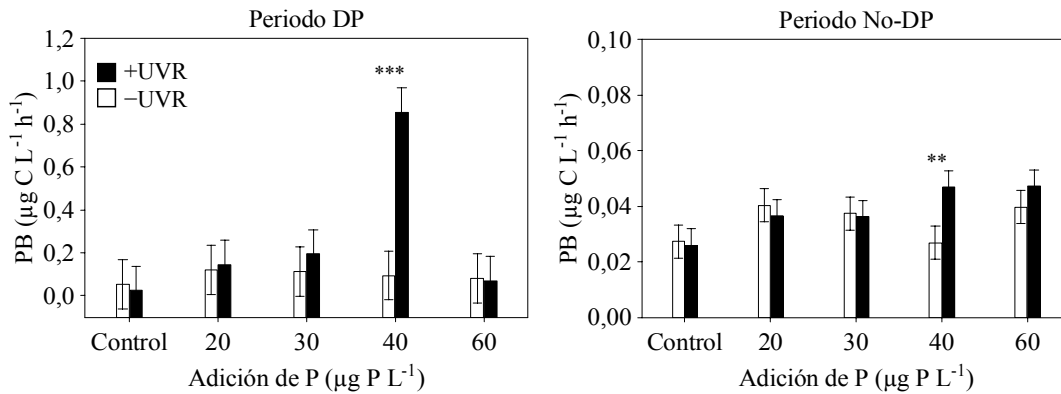 Periodo DP
1,2
1,0
0,8
0,6
0,4
0,2
0,0
PB (µg C L⁻¹ h⁻¹)
+UVR
−UVR
***
Control 20 30 40 60
Adición de P (µg P L⁻¹)
Periodo No-DP
0,10
0,08
0,06
0,04
0,02
0,00
PB (µg C L⁻¹ h⁻¹)
**
Control 20 30 40 60
Adición de P (µg P L⁻¹)